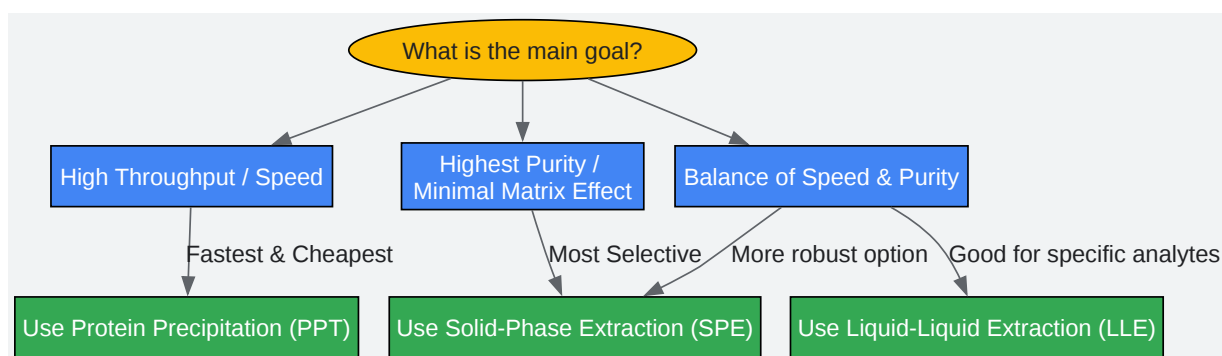 What is the main goal?
High Throughput / Speed
Highest Purity /
Minimal Matrix Effect
Balance of Speed & Purity
Fastest & Cheapest
Most Selective
More robust option
Good for specific analytes
Use Protein Precipitation (PPT)
Use Solid-Phase Extraction (SPE)
Use Liquid-Liquid Extraction (LLE)